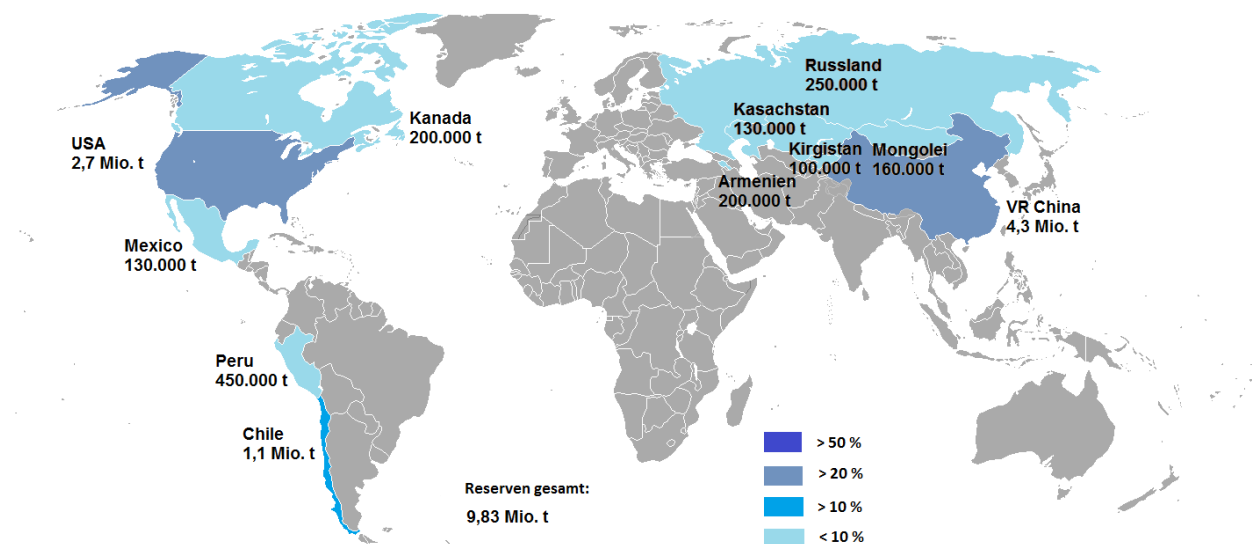 Russland
250.000 t
Kasachstan
130.000 t
Kanada
200.000 t
USA
2,7 Mio. t
Kirgistan
100.000 t
Mongolei
160.000 t
Armenien
200.000 t
VR China
4,3 Mio. t
Mexico
130.000 t
Peru
450.000 t
Chile
1,1 Mio. t
Reserven gesamt:
9,83 Mio. t
> 50 %
> 20 %
> 10 %
< 10 %